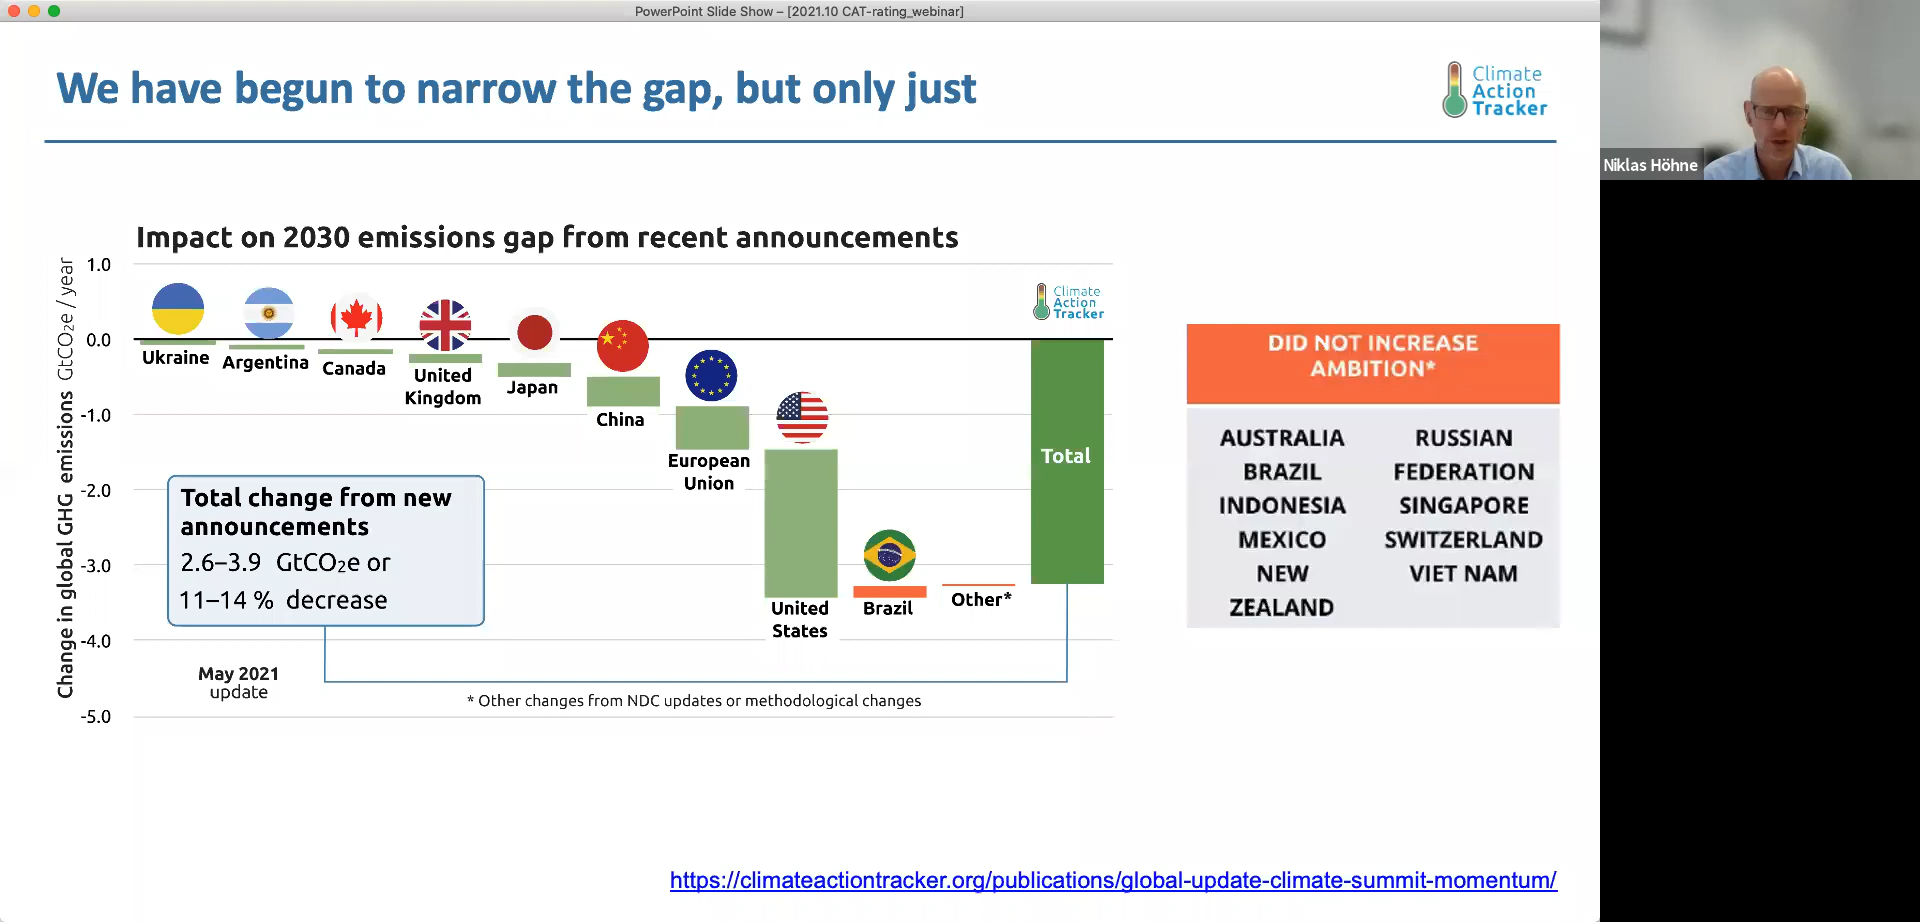 PowerPoint Slide Show – [2021.10 CAT-rating_webinar]
We have begun to narrow the gap, but only just
Climate
Action
Tracker
Niklas Höhne
Impact on 2030 emissions gap from recent announcements
Change in global GHG emissions GtCO₂e / year
1.0
0.0
-1.0
-2.0
-3.0
-4.0
-5.0
Ukraine
Argentina
Canada
United
Kingdom
Japan
China
European
Union
United
States
Brazil
Other*
Climate
Action
Tracker
Total
Total change from new
announcements
2.6–3.9 GtCO₂e or
11–14 % decrease
May 2021
update
* Other changes from NDC updates or methodological changes
DID NOT INCREASE
AMBITION*
AUSTRALIA
BRAZIL
INDONESIA
MEXICO
NEW
ZEALAND
RUSSIAN
FEDERATION
SINGAPORE
SWITZERLAND
VIET NAM
https://climateactiontracker.org/publications/global-update-climate-summit-momentum/